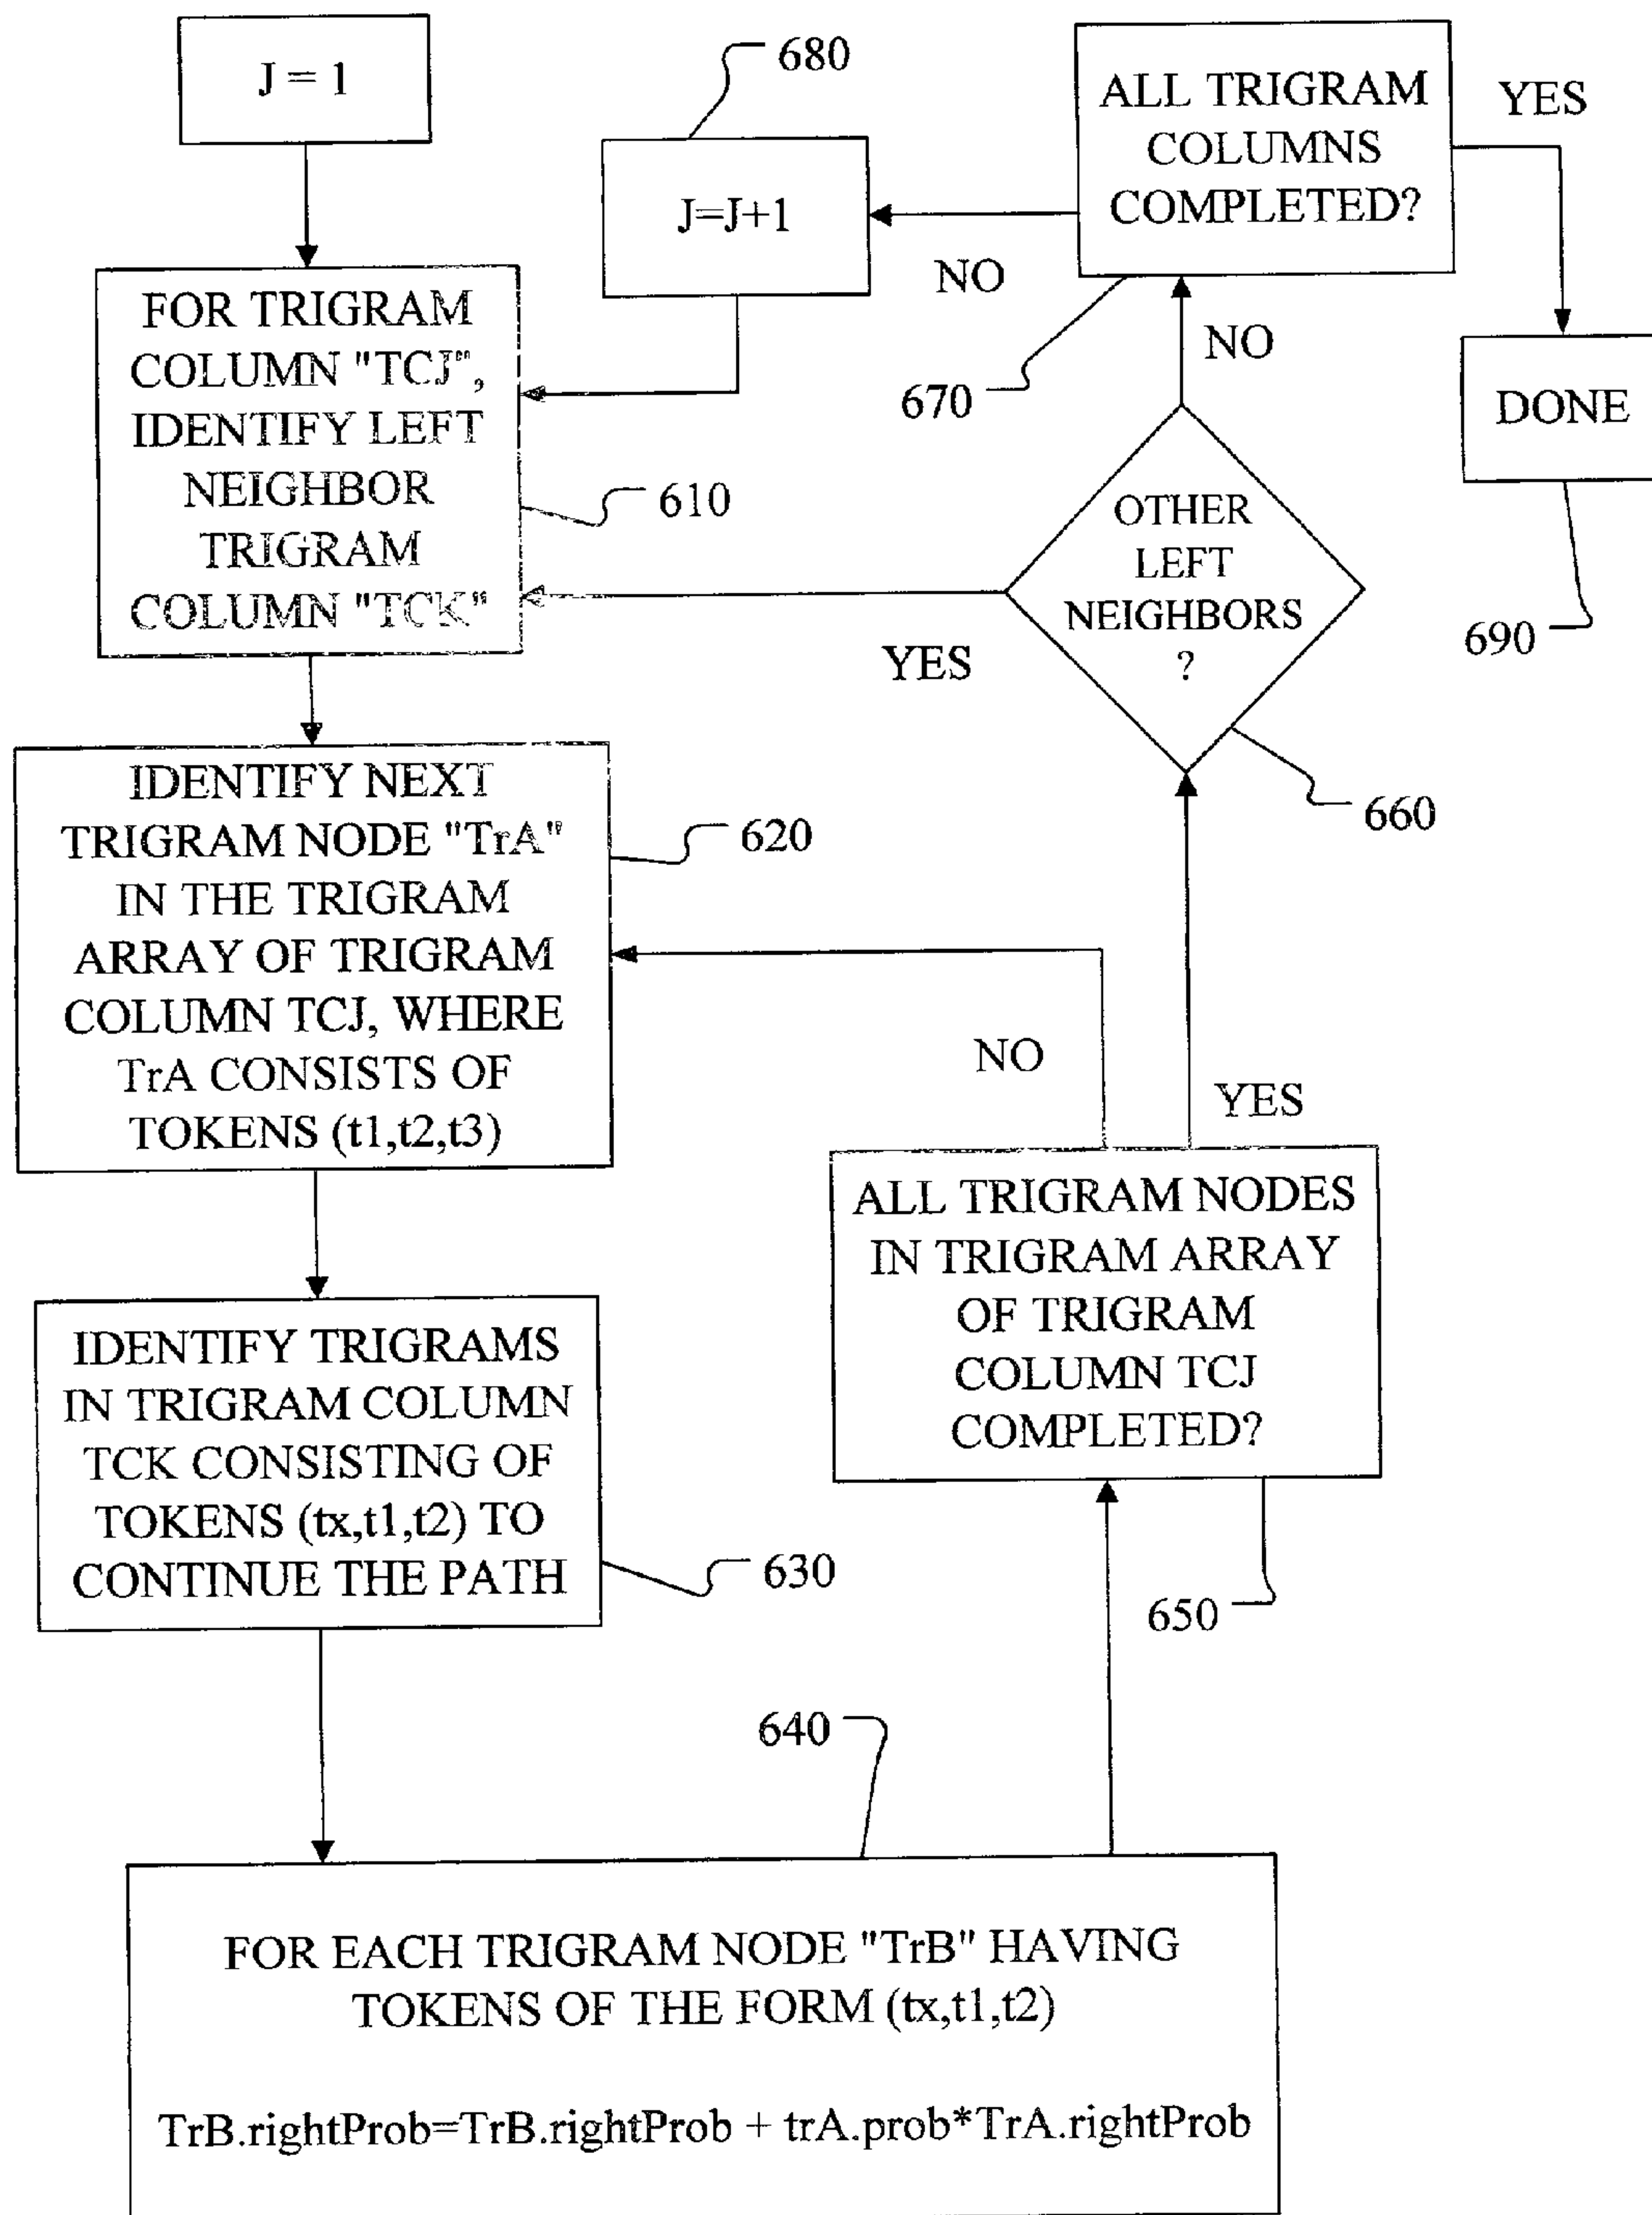 J = 1
680
ALL TRIGRAM
COLUMNS
COMPLETED?
YES
J=J+1
NO
FOR TRIGRAM
COLUMN "TCJ",
IDENTIFY LEFT
NEIGHBOR
TRIGRAM
COLUMN "TCK"
610
670
NO
DONE
690
OTHER
LEFT
NEIGHBORS
?
YES
660
IDENTIFY NEXT
TRIGRAM NODE "TrA"
IN THE TRIGRAM
ARRAY OF TRIGRAM
COLUMN TCJ, WHERE
TrA CONSISTS OF
TOKENS (t1,t2,t3)
620
NO
YES
ALL TRIGRAM NODES
IN TRIGRAM ARRAY
OF TRIGRAM
COLUMN TCJ
COMPLETED?
650
IDENTIFY TRIGRAMS
IN TRIGRAM COLUMN
TCK CONSISTING OF
TOKENS (tx,t1,t2) TO
CONTINUE THE PATH
630
640
FOR EACH TRIGRAM NODE "TrB" HAVING
TOKENS OF THE FORM (tx,t1,t2)
TrB.rightProb=TrB.rightProb + trA.prob*TrA.rightProb